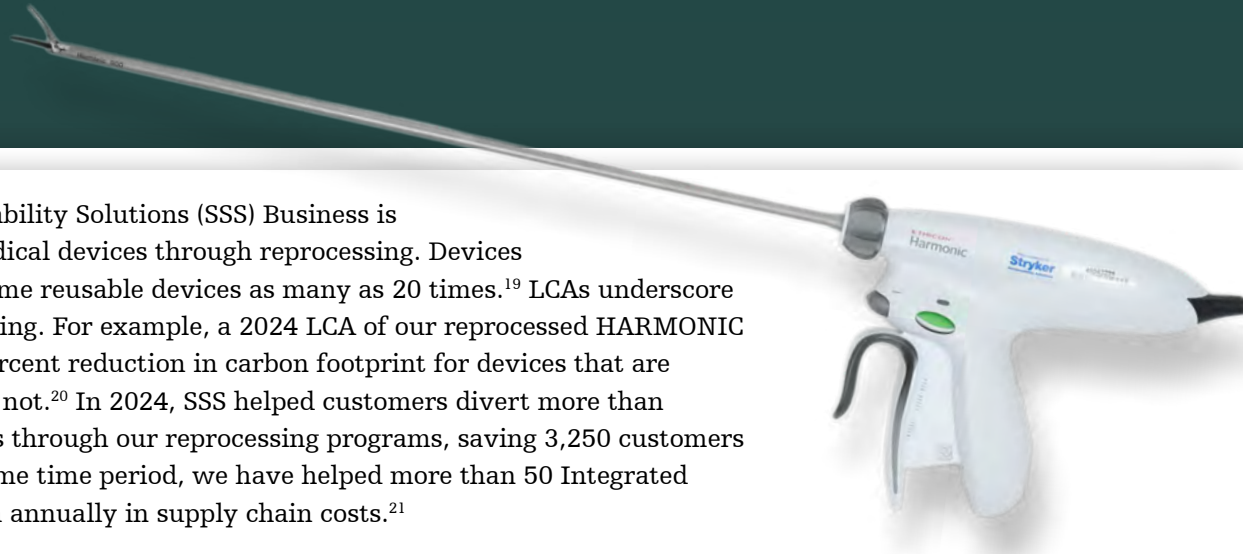 Harmonic
Harmonic
Stryker
ability Solutions (SSS) Business is
dical devices through reprocessing. Devices
me reusable devices as many as 20 times.19 LCAs underscore
ing. For example, a 2024 LCA of our reprocessed HARMONIC
rcent reduction in carbon footprint for devices that are
not.20 In 2024, SSS helped customers divert more than
s through our reprocessing programs, saving 3,250 customers
me time period, we have helped more than 50 Integrated
annually in supply chain costs.21